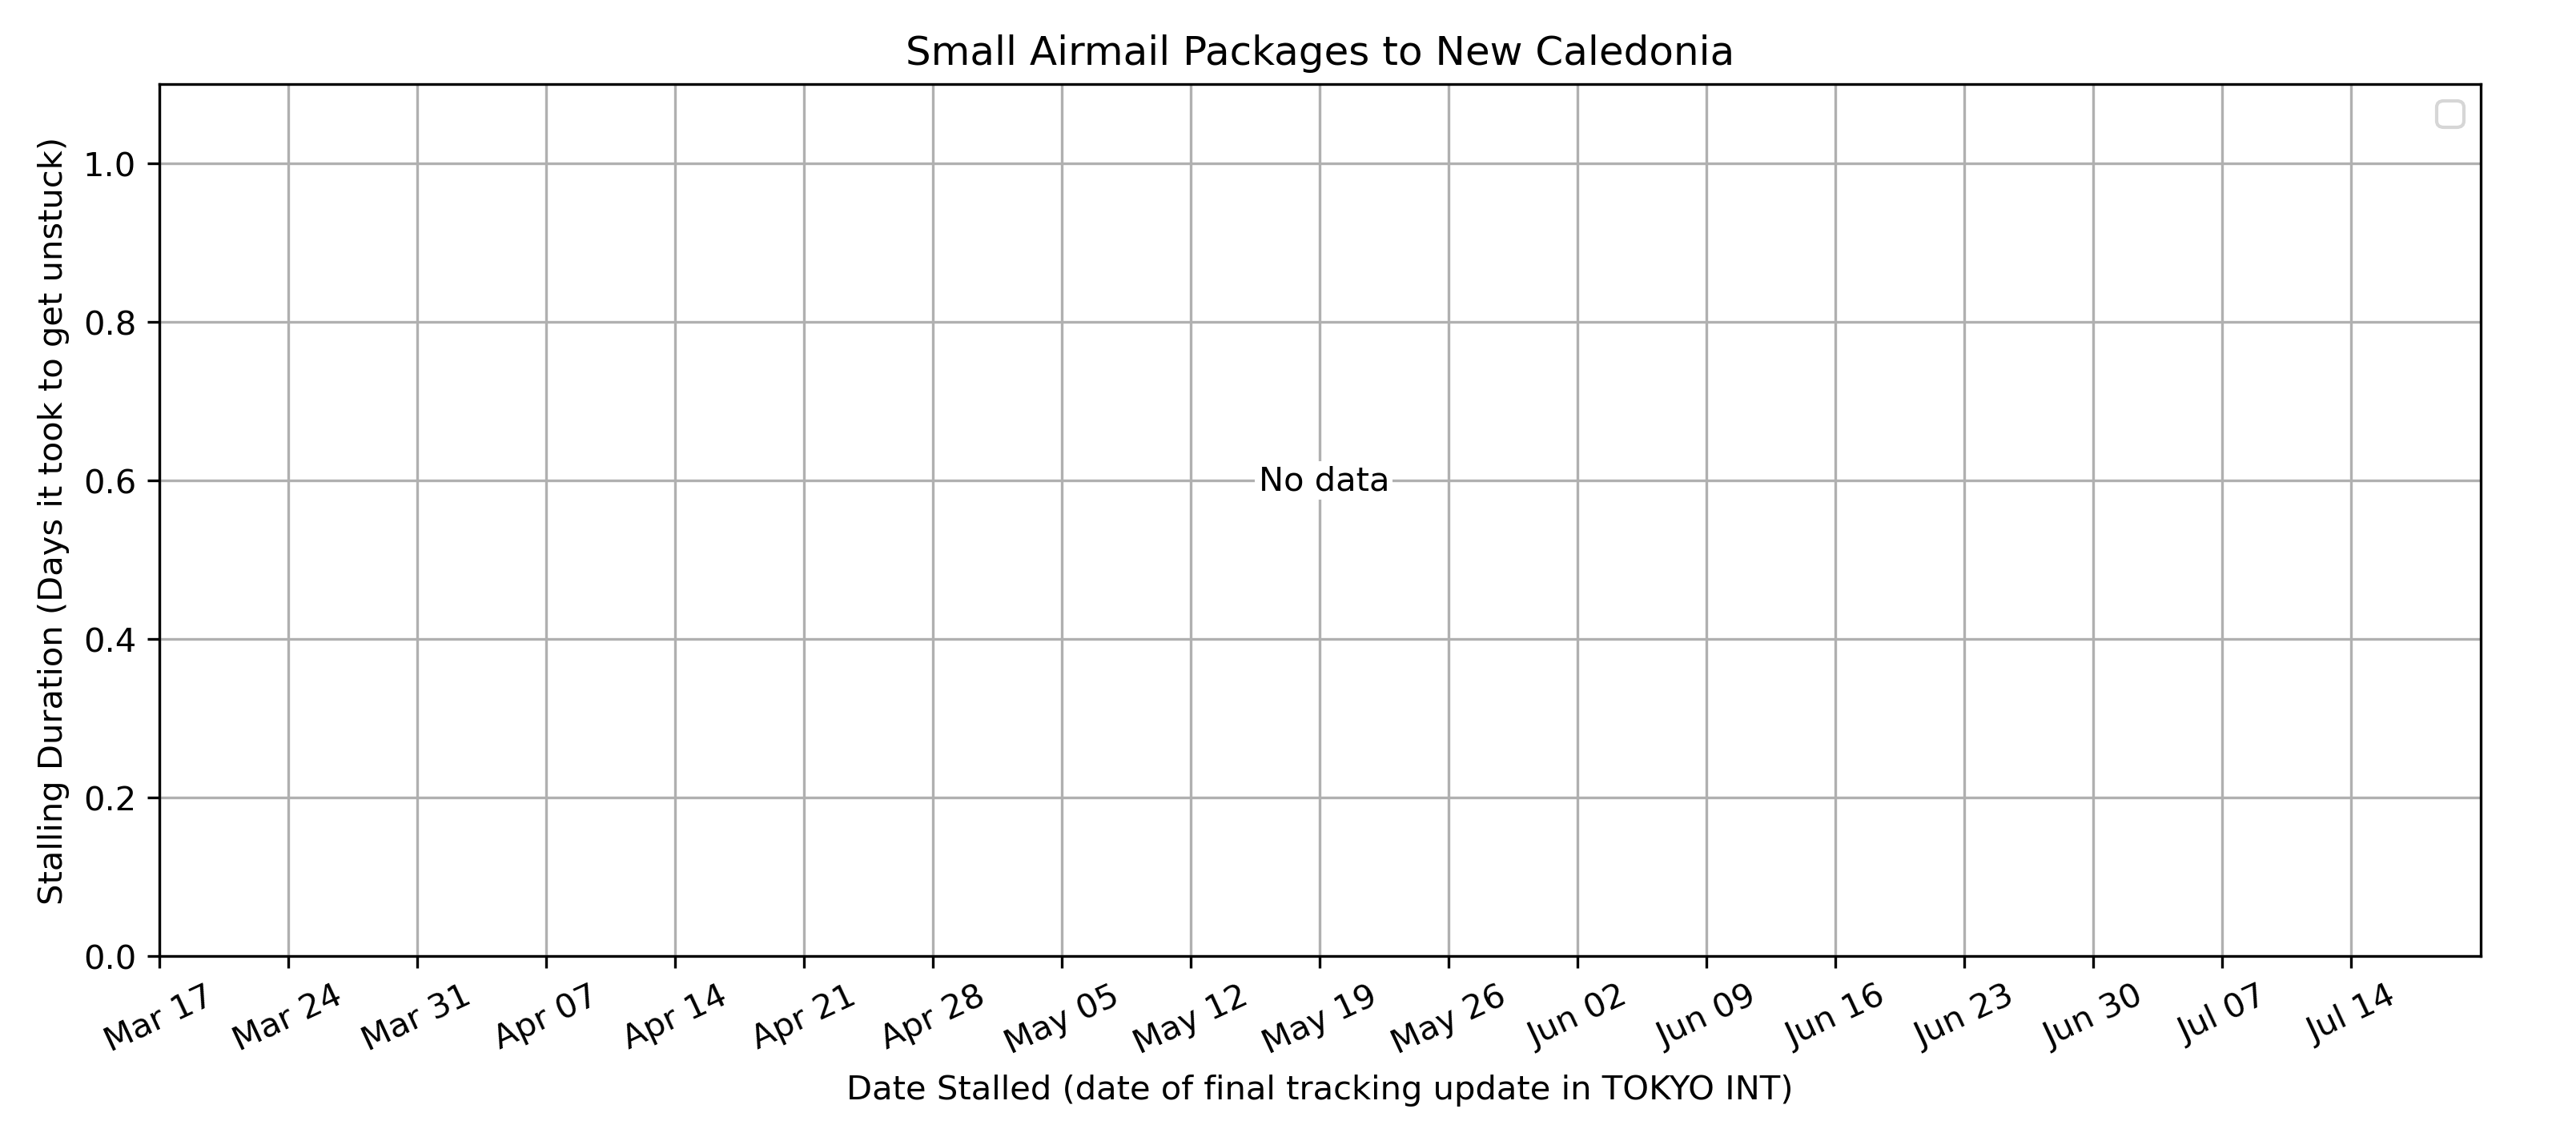 Small Airmail Packages to New Caledonia
Stalling Duration (Days it took to get unstuck)
1.0
0.8
0.6
0.4
0.2
0.0
No data
Mar 17
Mar 24
Mar 31
Apr 07
Apr 14
Apr 21
Apr 28
May 05
May 12
May 19
May 26
Jun 02
Jun 09
Jun 16
Jun 23
Jun 30
Jul 07
Jul 14
Date Stalled (date of final tracking update in TOKYO INT)